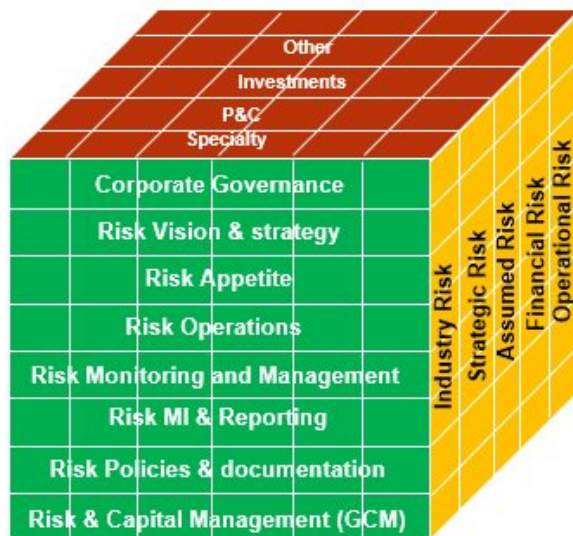 Other
Investments
P&C
Specialty
Corporate Governance
Risk Vision & strategy
Risk Appetite
Risk Operations
Risk Monitoring and Management
Risk MI & Reporting
Risk Policies & documentation
Risk & Capital Management (GCM)
Industry Risk
Strategic Risk
Assumed Risk
Financial Risk
Operational Risk